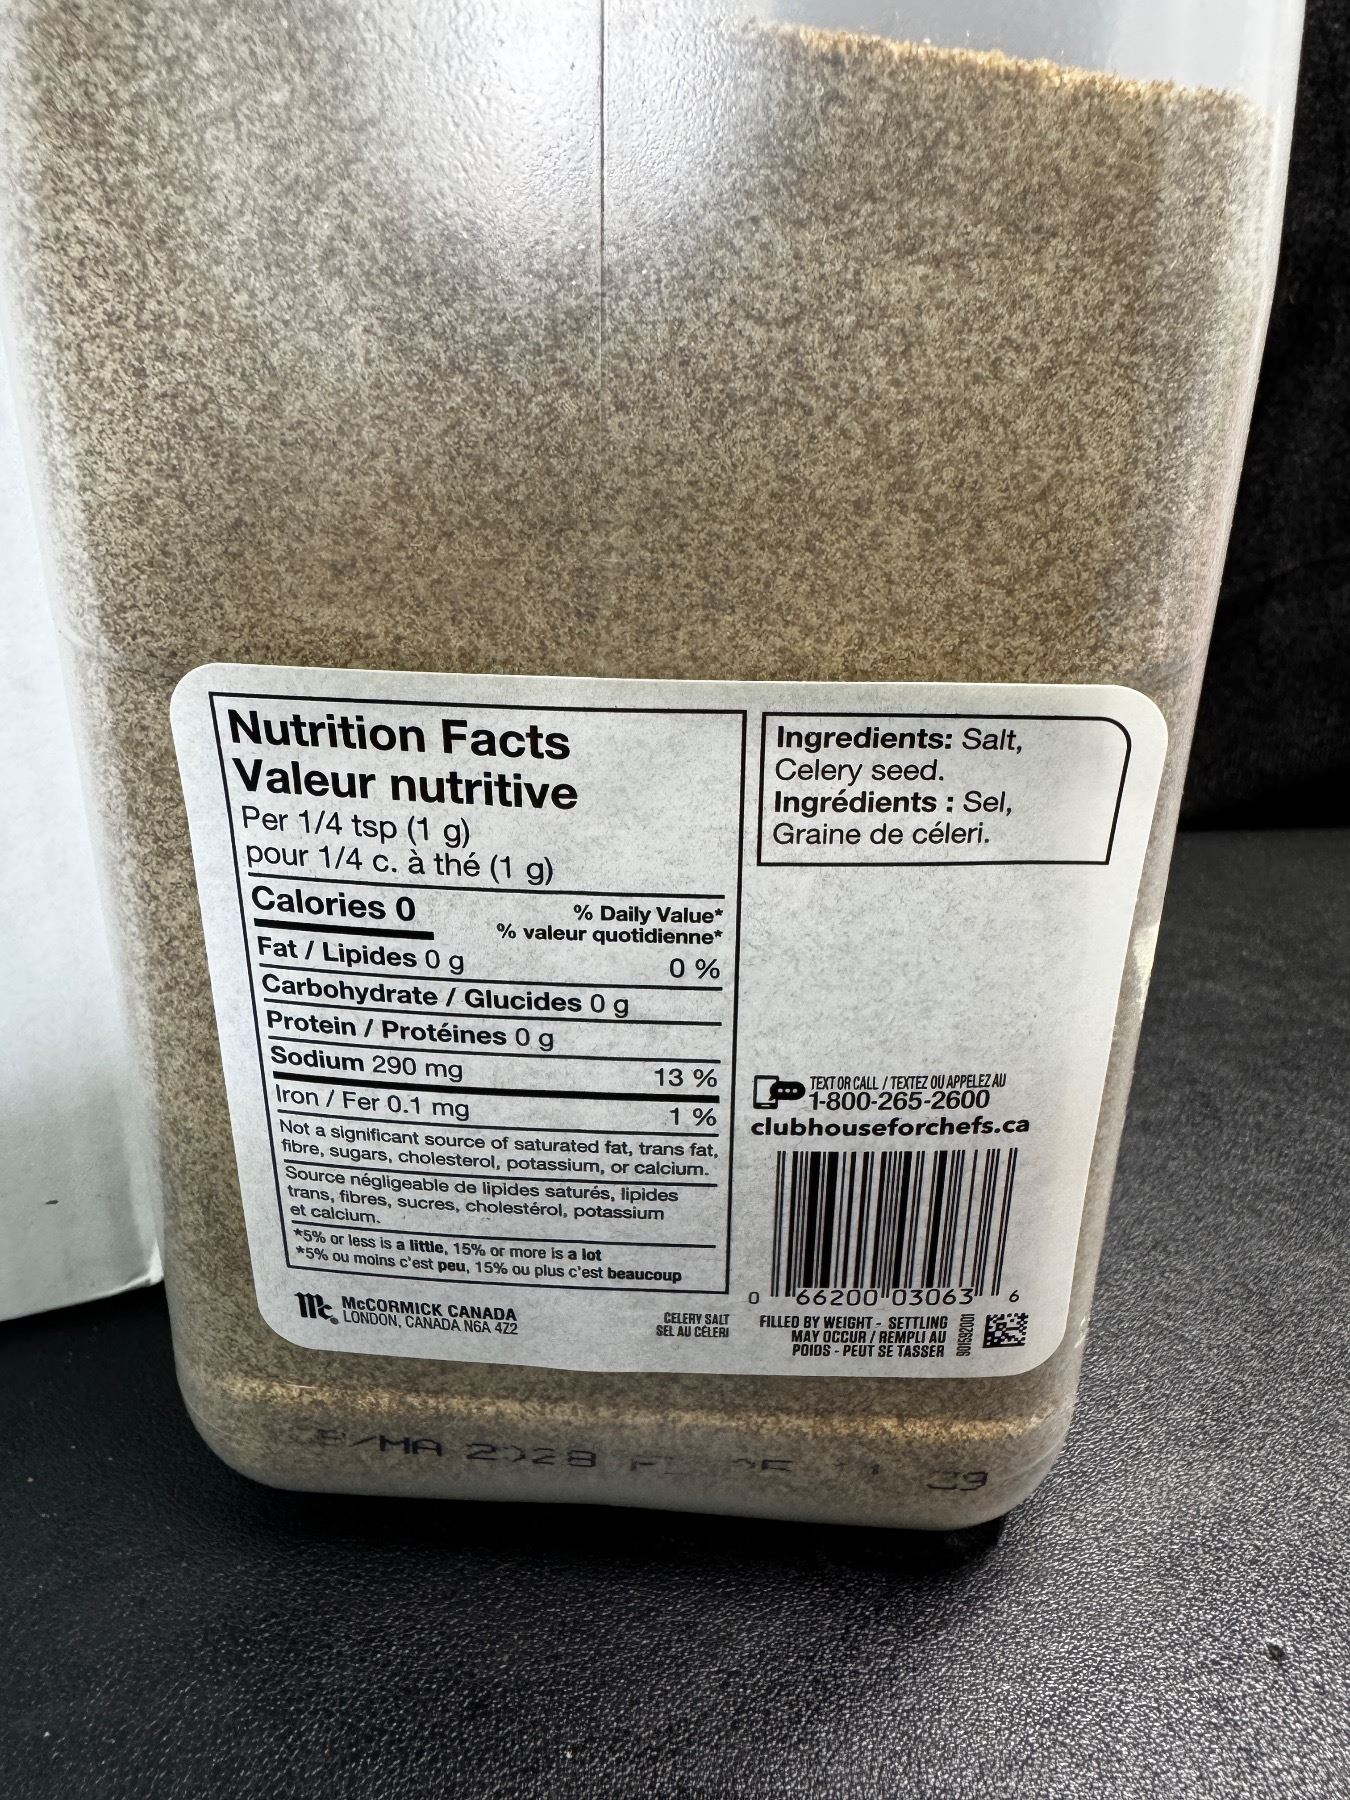 Nutrition Facts
Valeur nutritive
Per 1/4 tsp (1 g)
pour 1/4 c. à thé (1 g)
Calories 0
% Daily Value*
% valeur quotidienne*
Fat / Lipides 0 g 0 %
Carbohydrate / Glucides 0 g
Protein / Protéines 0 g
Sodium 290 mg 13 %
Iron / Fer 0.1 mg 1 %
Not a significant source of saturated fat, trans fat,
fibre, sugars, cholesterol, potassium, or calcium.
Source négligeable de lipides saturés, lipides
trans, fibres, sucres, cholestérol, potassium
et calcium.
*5% or less is a little, 15% or more is a lot
*5% ou moins c'est peu, 15% ou plus c'est beaucoup
Mc McCORMICK CANADA
LONDON, CANADA N6A 4Z2
CELERY SALT
SEL AU CÉLERI
Ingredients: Salt,
Celery seed.
Ingrédients : Sel,
Graine de céleri.
TEXT OR CALL / TEXTEZ OU APPELEZ AU
1-800-265-2600
clubhouseforchefs.ca
0 66200 03063 6
FILLED BY WEIGHT - SETTLING
MAY OCCUR / REMPLI AU
POIDS - PEUT SE TASSER
MA 2028